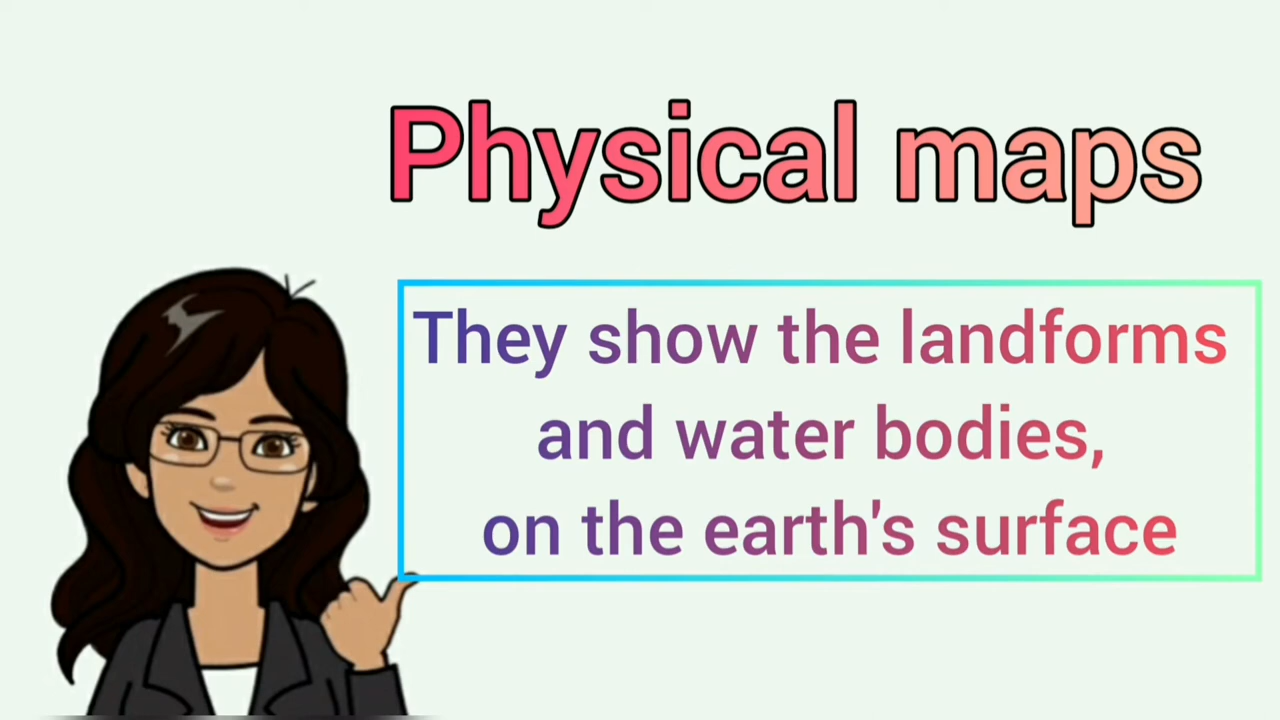 Physical maps
They show the landforms
and water bodies,
on the earth's surface